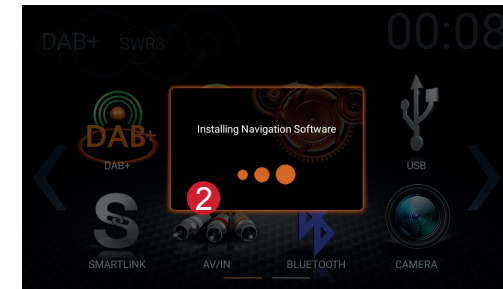 DAB+ SWR3
00:08
Installing Navigation Software
DAB+
DAB+
USB
2
S
SMARTLINK
AV/IN
BLUETOOTH
CAMERA